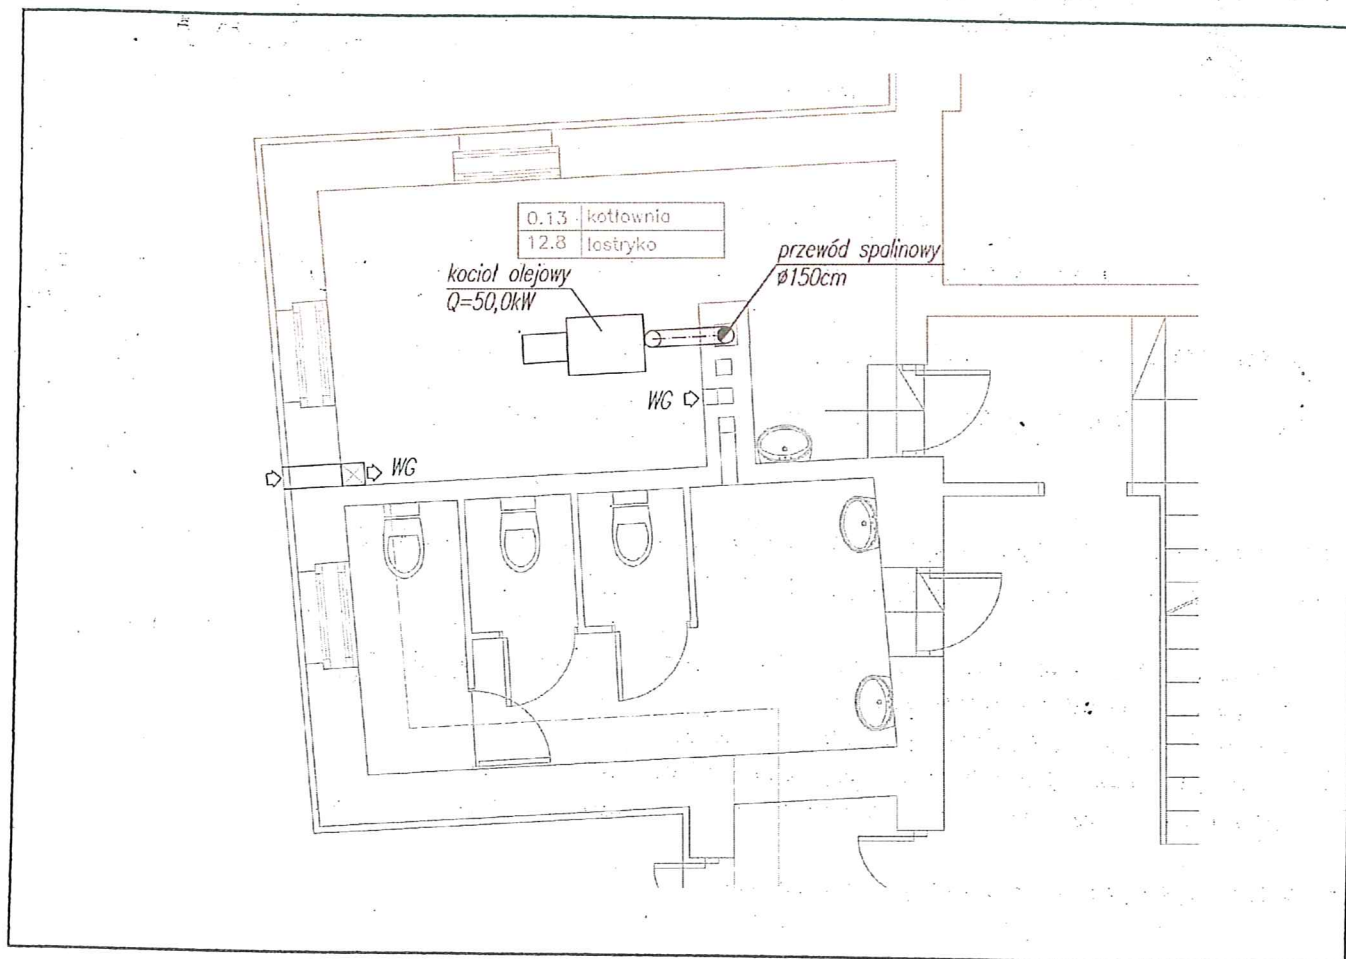 0.13 kotłownia
12.8 lastryko
kocioł olejowy
Q=50,0kW
przewód spalinowy
ø150cm
WG
WG